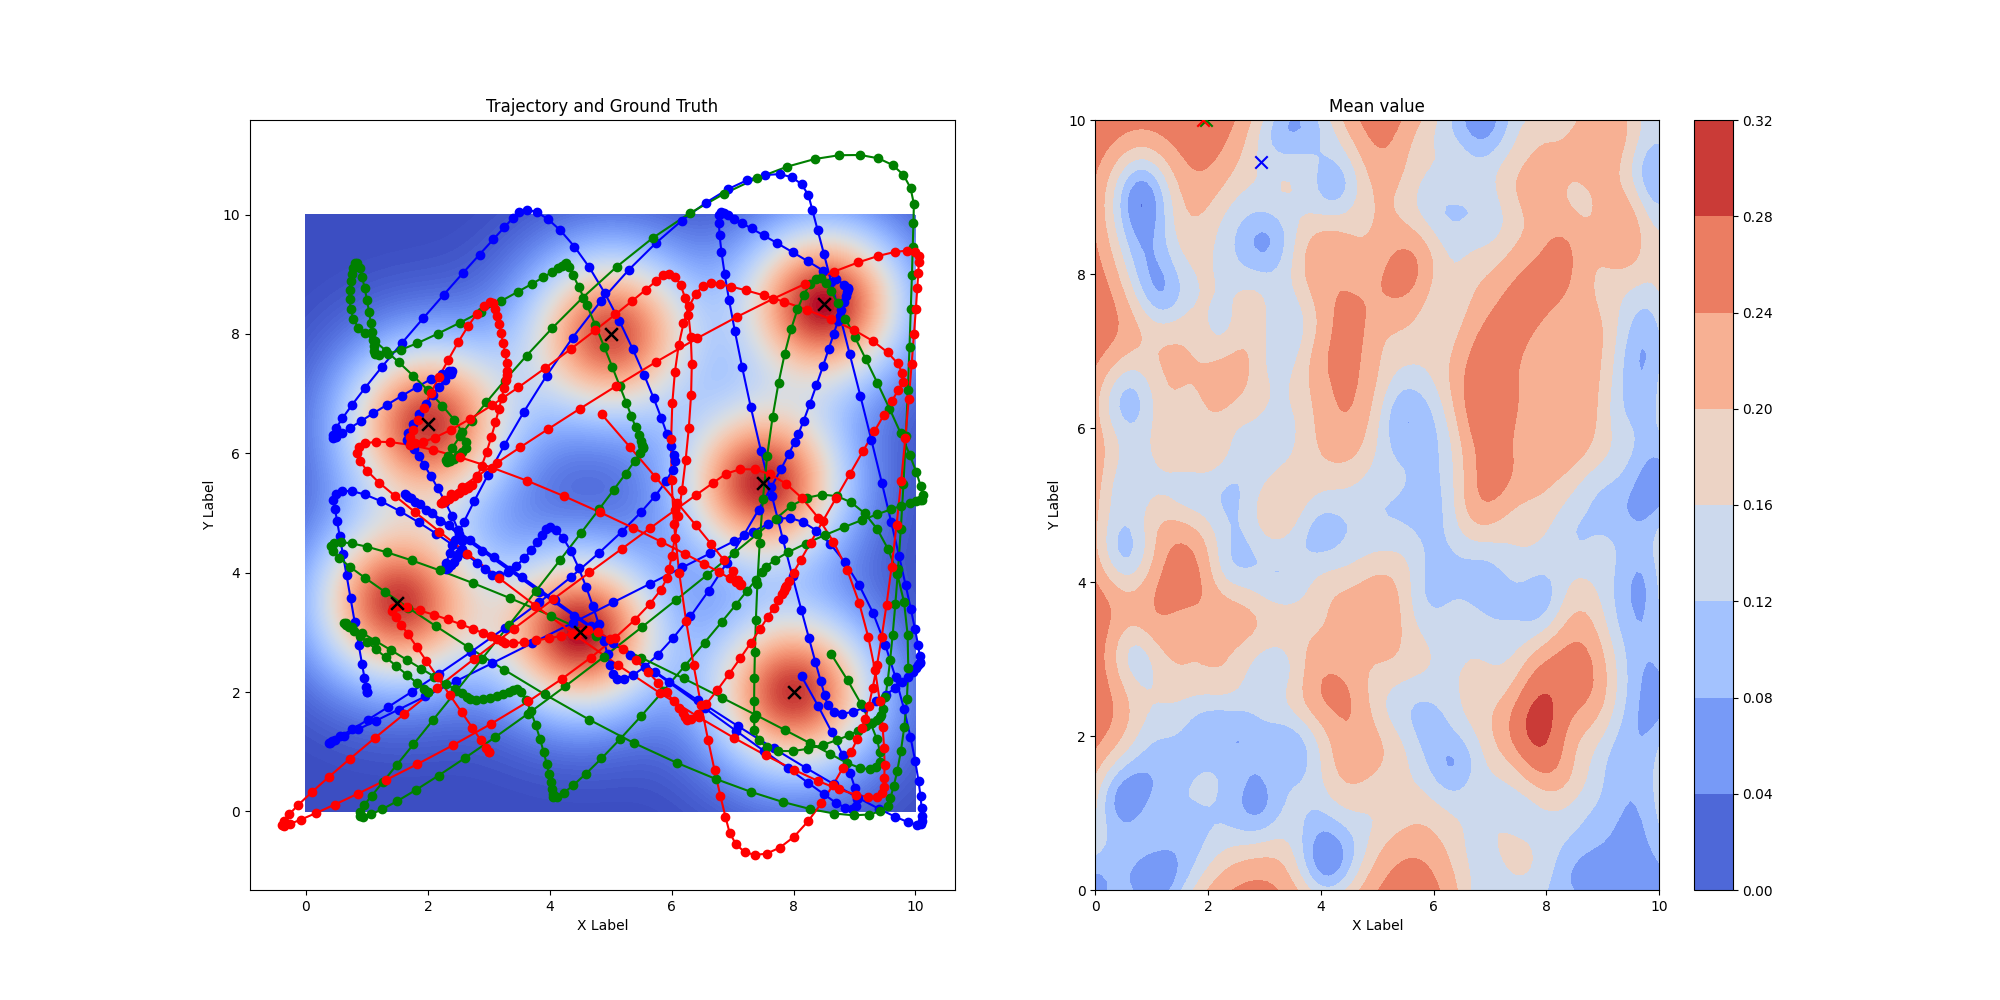 Trajectory and Ground Truth
10
8
6
4
2
0
Y Label
0 2 4 6 8 10
X Label
Mean value
10
8
6
4
2
0
Y Label
0 2 4 6 8 10
X Label
0.32
0.28
0.24
0.20
0.16
0.12
0.08
0.04
0.00